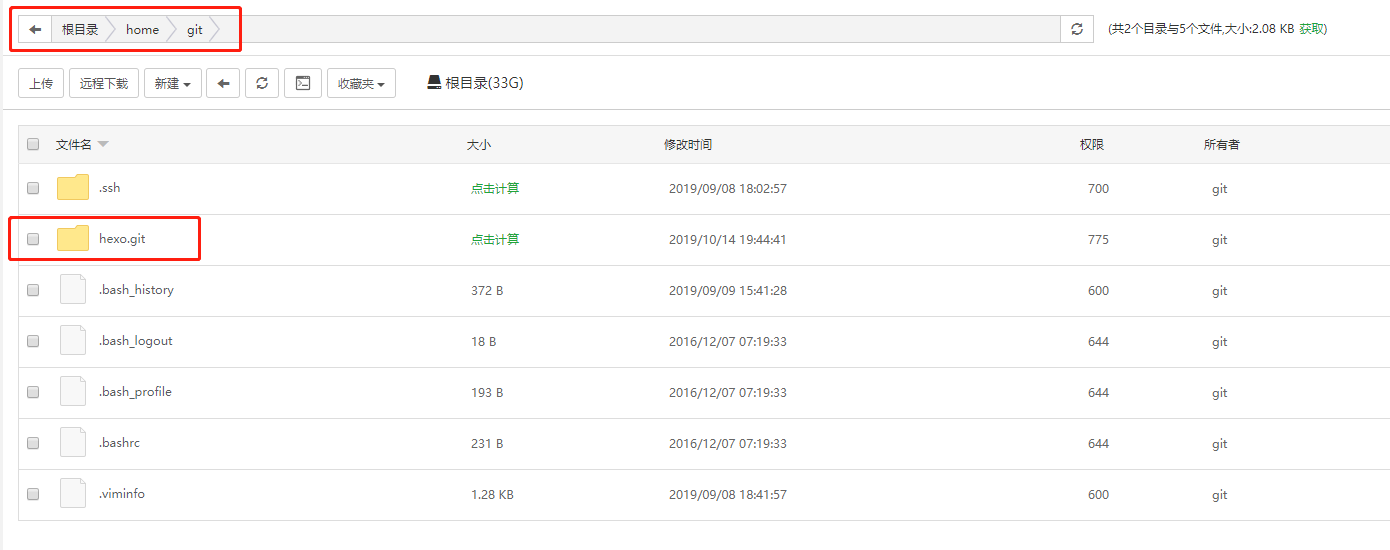 根目录 home git (共2个目录与5个文件,大小:2.08 KB 获取)
上传 远程下载 新建 收藏夹 根目录(33G)
文件名 大小 修改时间 权限 所有者
.ssh 点击计算 2019/09/08 18:02:57 700 git
hexo.git 点击计算 2019/10/14 19:44:41 775 git
.bash_history 372 B 2019/09/09 15:41:28 600 git
.bash_logout 18 B 2016/12/07 07:19:33 644 git
.bash_profile 193 B 2016/12/07 07:19:33 644 git
.bashrc 231 B 2016/12/07 07:19:33 644 git
.viminfo 1.28 KB 2019/09/08 18:41:57 600 git